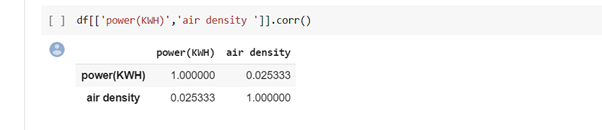 [ ] df[['power(KWH)','air density ']].corr()
power(KWH) air density
power(KWH) 1.000000 0.025333
air density 0.025333 1.000000